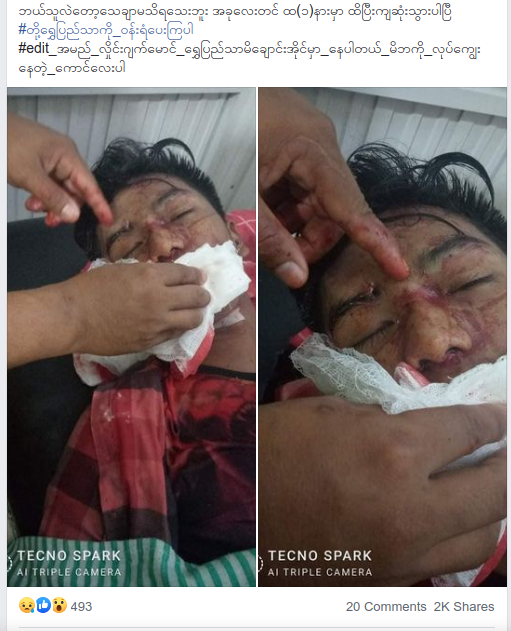 ဘယ်သူလဲတော့သေချာမသိရသေးဘူး အခုလေးတင် ထ(၁)နားမှာ ထိပြီးကျဆုံးသွားပါပြီ
#တို့ရွှေပြည်သာကို_ဝန်းရံပေးကြပါ
#edit_အမည်_လှိုင်းဂျက်မောင်_ရွှေပြည်သာမိချောင်းအိုင်မှာ_နေပါတယ်_မိဘကို_လုပ်ကျွေး
နေတဲ့_ကောင်လေးပါ
TECNO SPARK
AI TRIPLE CAMERA
TECNO SPARK
AI TRIPLE CAMERA
493
20 Comments 2K Shares